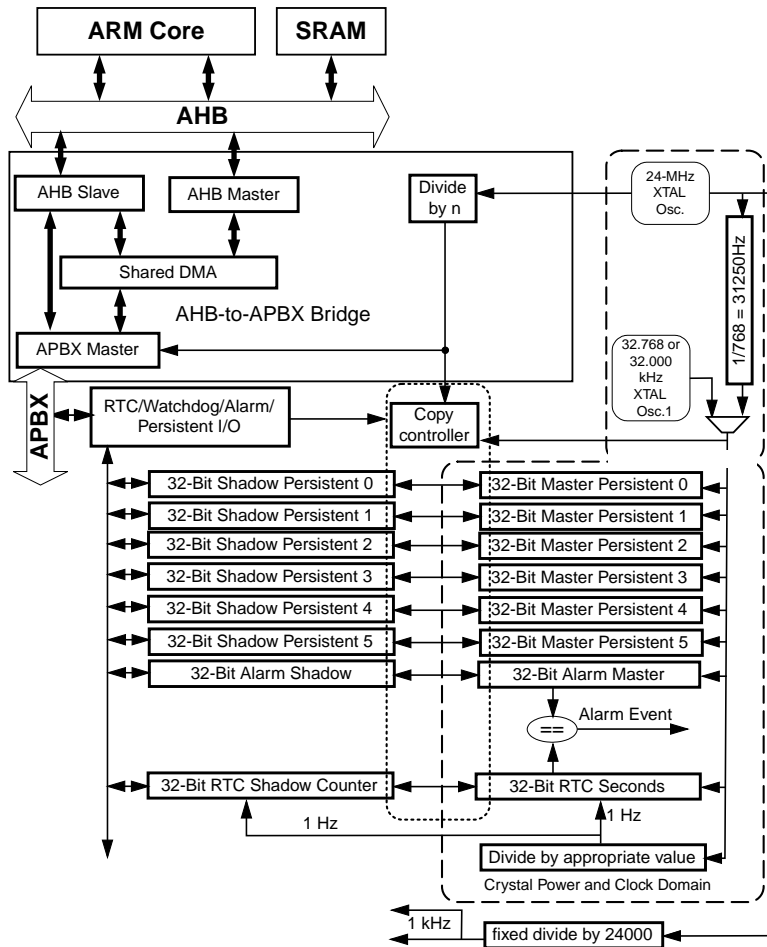 ARM Core
SRAM
AHB
AHB Slave
AHB Master
Divide
by n
24-MHz
XTAL
Osc.
1/768 = 31250Hz
Shared DMA
AHB-to-APBX Bridge
APBX Master
32.768 or
32.000
kHz
XTAL
Osc.1
APBX
RTC/Watchdog/Alarm/
Persistent I/O
Copy
controller
32-Bit Shadow Persistent 0
32-Bit Master Persistent 0
32-Bit Shadow Persistent 1
32-Bit Master Persistent 1
32-Bit Shadow Persistent 2
32-Bit Master Persistent 2
32-Bit Shadow Persistent 3
32-Bit Master Persistent 3
32-Bit Shadow Persistent 4
32-Bit Master Persistent 4
32-Bit Shadow Persistent 5
32-Bit Master Persistent 5
32-Bit Alarm Shadow
32-Bit Alarm Master
==
Alarm Event
32-Bit RTC Shadow Counter
32-Bit RTC Seconds
1 Hz
1 Hz
Divide by appropriate value
Crystal Power and Clock Domain
1 kHz
fixed divide by 24000